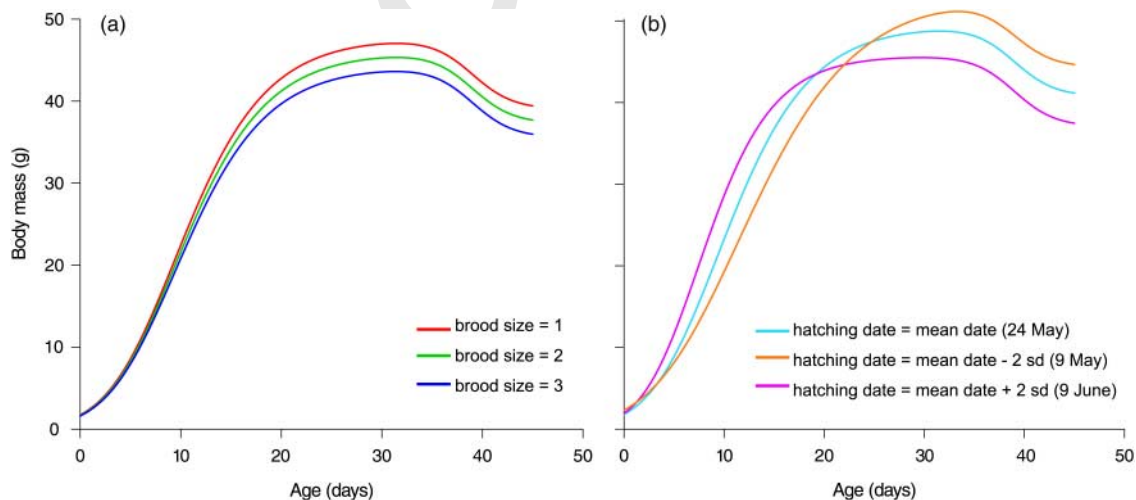 (a)
(b)
50
40
30
20
10
0
Body mass (g)
brood size = 1
brood size = 2
brood size = 3
hatching date = mean date (24 May)
hatching date = mean date - 2 sd (9 May)
hatching date = mean date + 2 sd (9 June)
0 10 20 30 40 50
0 10 20 30 40 50
Age (days)
Age (days)